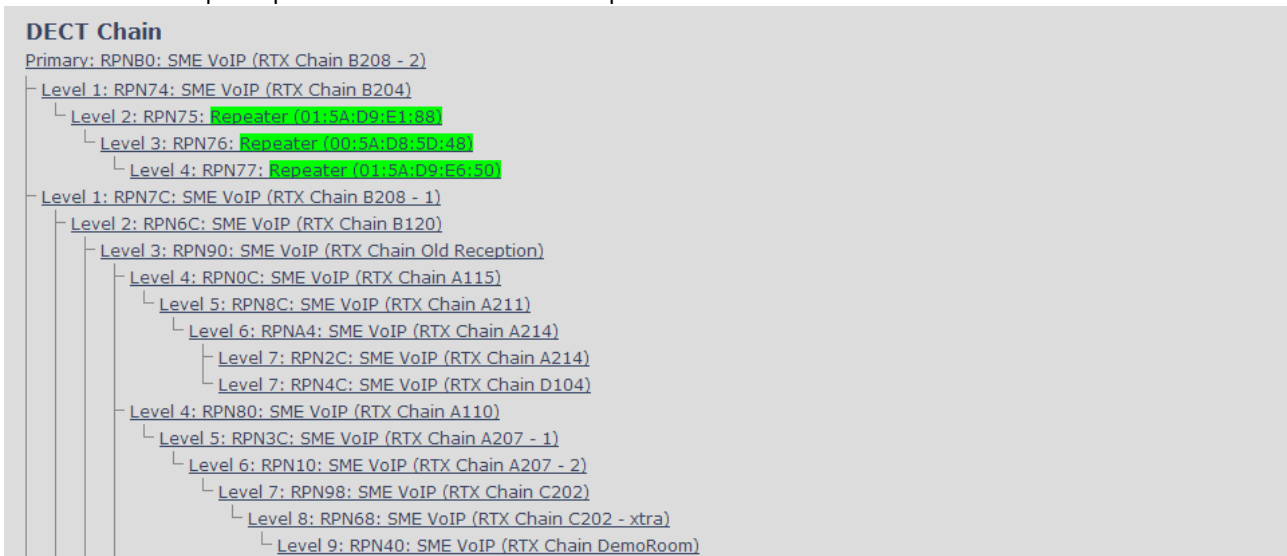 DECT Chain
Primary: RPNB0: SME VoIP (RTX Chain B208 - 2)
Level 1: RPN74: SME VoIP (RTX Chain B204)
Level 2: RPN75: Repeater (01:5A:D9:E1:88)
Level 3: RPN76: Repeater (00:5A:D8:5D:48)
Level 4: RPN77: Repeater (01:5A:D9:E6:50)
Level 1: RPN7C: SME VoIP (RTX Chain B208 - 1)
Level 2: RPN6C: SME VoIP (RTX Chain B120)
Level 3: RPN90: SME VoIP (RTX Chain Old Reception)
Level 4: RPN0C: SME VoIP (RTX Chain A115)
Level 5: RPN8C: SME VoIP (RTX Chain A211)
Level 6: RPNA4: SME VoIP (RTX Chain A214)
Level 7: RPN2C: SME VoIP (RTX Chain A214)
Level 7: RPN4C: SME VoIP (RTX Chain D104)
Level 4: RPN80: SME VoIP (RTX Chain A110)
Level 5: RPN3C: SME VoIP (RTX Chain A207 - 1)
Level 6: RPN10: SME VoIP (RTX Chain A207 - 2)
Level 7: RPN98: SME VoIP (RTX Chain C202)
Level 8: RPN68: SME VoIP (RTX Chain C202 - xtra)
Level 9: RPN40: SME VoIP (RTX Chain DemoRoom)